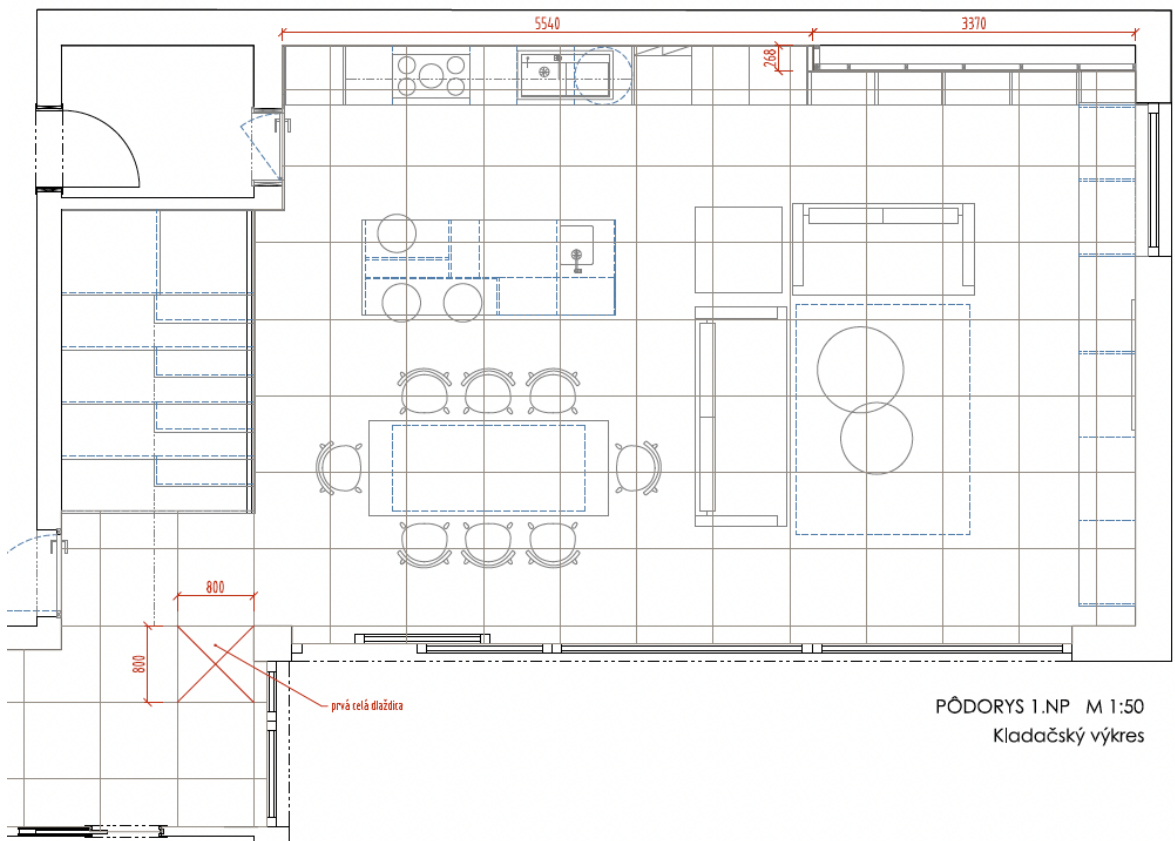 5540
3370
268
800
800
prvá celá dlaždica
PÔDORYS 1.NP M 1:50
Kladačský výkres